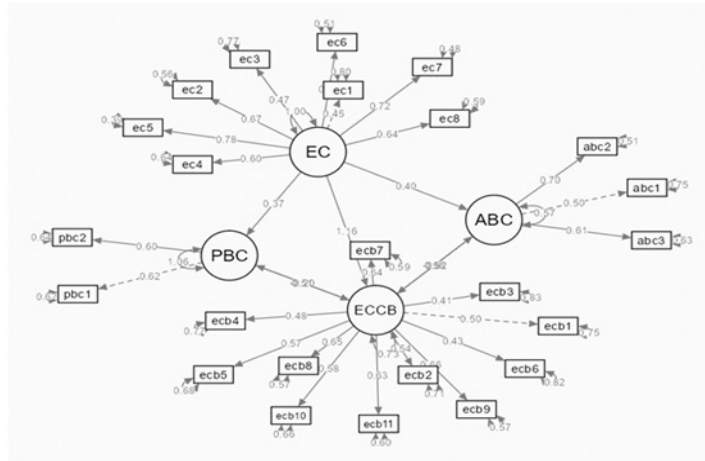 0.51
ec6
0.77
ec3
0.48
ec7
0.80
ec1
0.56
ec2
0.47
1.00
0.45
0.72
0.59
ec8
0.67
0.64
ec5
0.78
EC
abc2
0.51
0.64
ec4
0.60
0.70
0.40
abc1
0.75
0.50
0.37
ABC
0.57
0.61
abc3
0.63
pbc2
0.60
PBC
1.16
ecb7
0.59
0.64
1.06
0.62
pbc1
ECCB
0.41
ecb3
0.83
0.50
ecb1
0.75
0.72
ecb4
0.48
0.43
0.57
0.65
0.73
0.54
ecb5
0.68
ecb8
0.57
0.58
0.63
ecb2
0.71
ecb6
0.82
ecb10
0.66
ecb11
0.60
ecb9
0.57